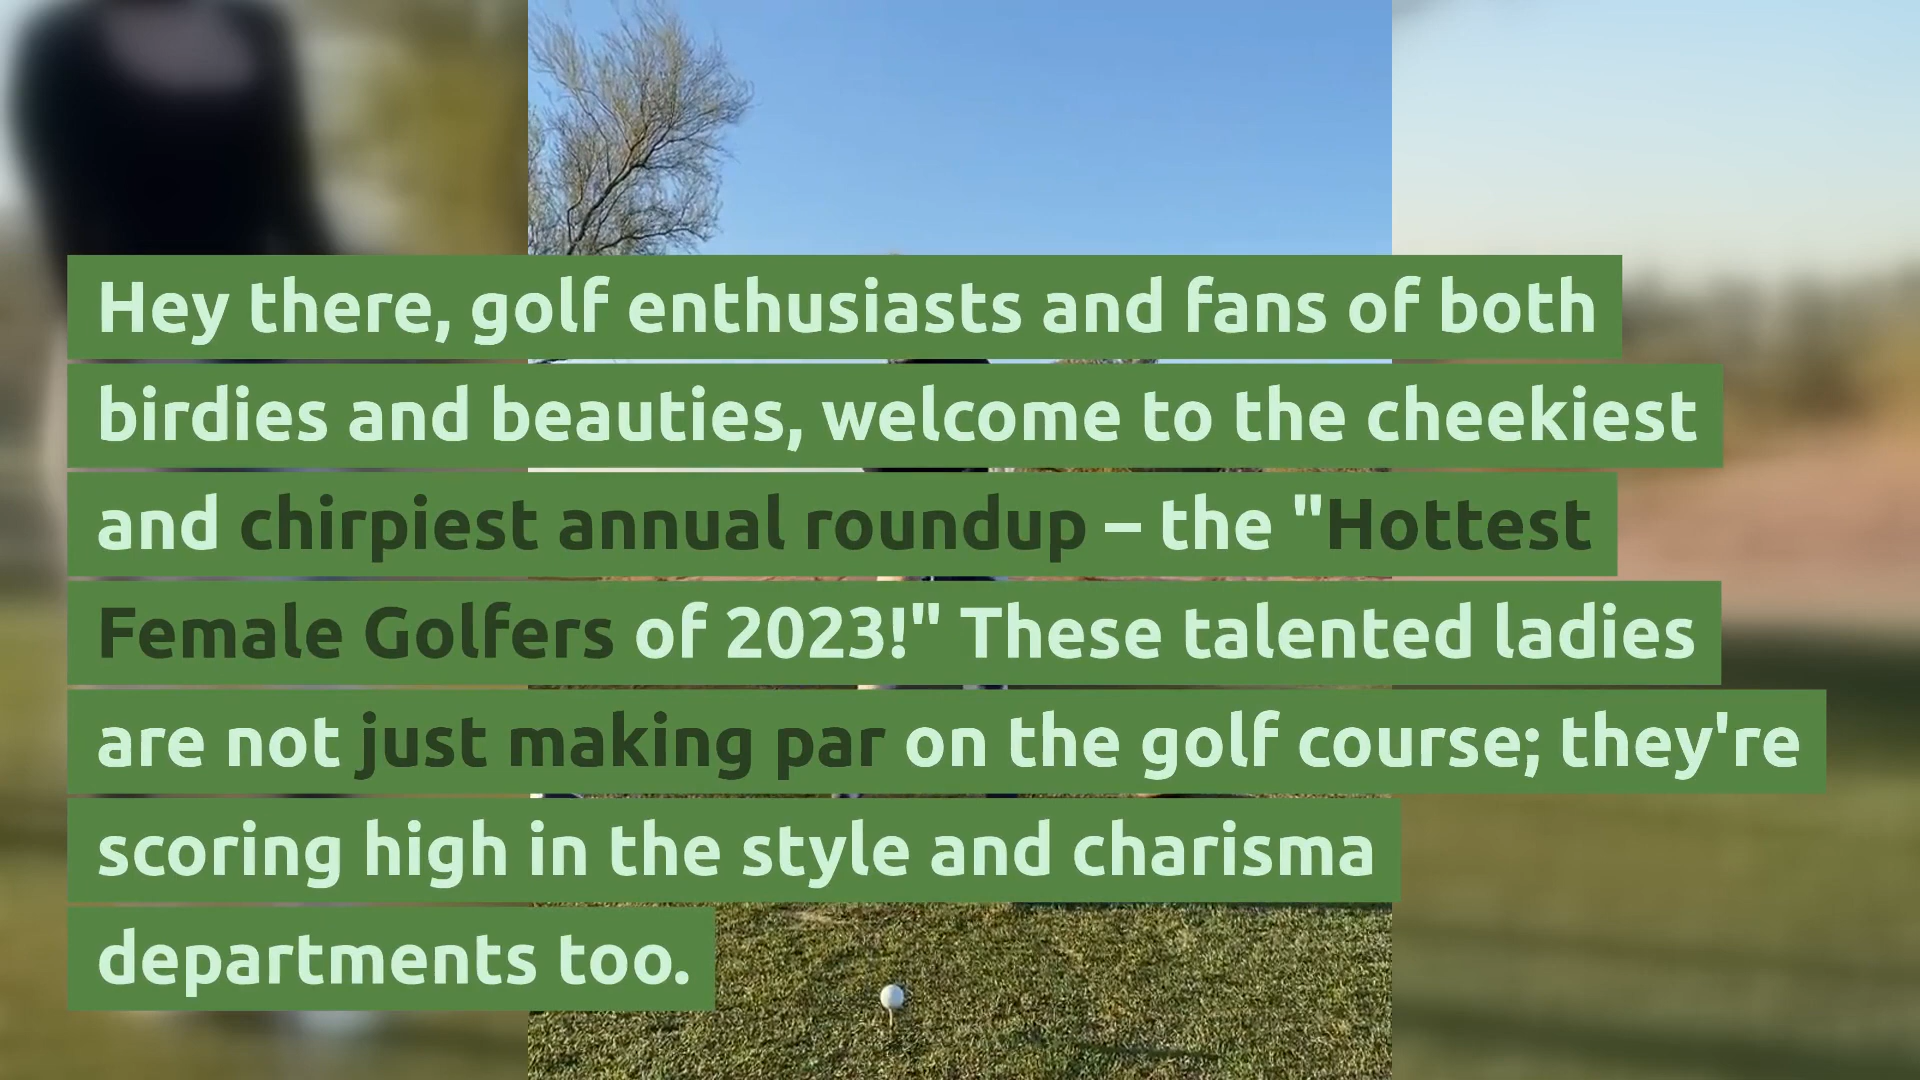 Hey there, golf enthusiasts and fans of both
birdies and beauties, welcome to the cheekiest
and chirpiest annual roundup – the "Hottest
Female Golfers of 2023!" These talented ladies
are not just making par on the golf course; they're
scoring high in the style and charisma
departments too.